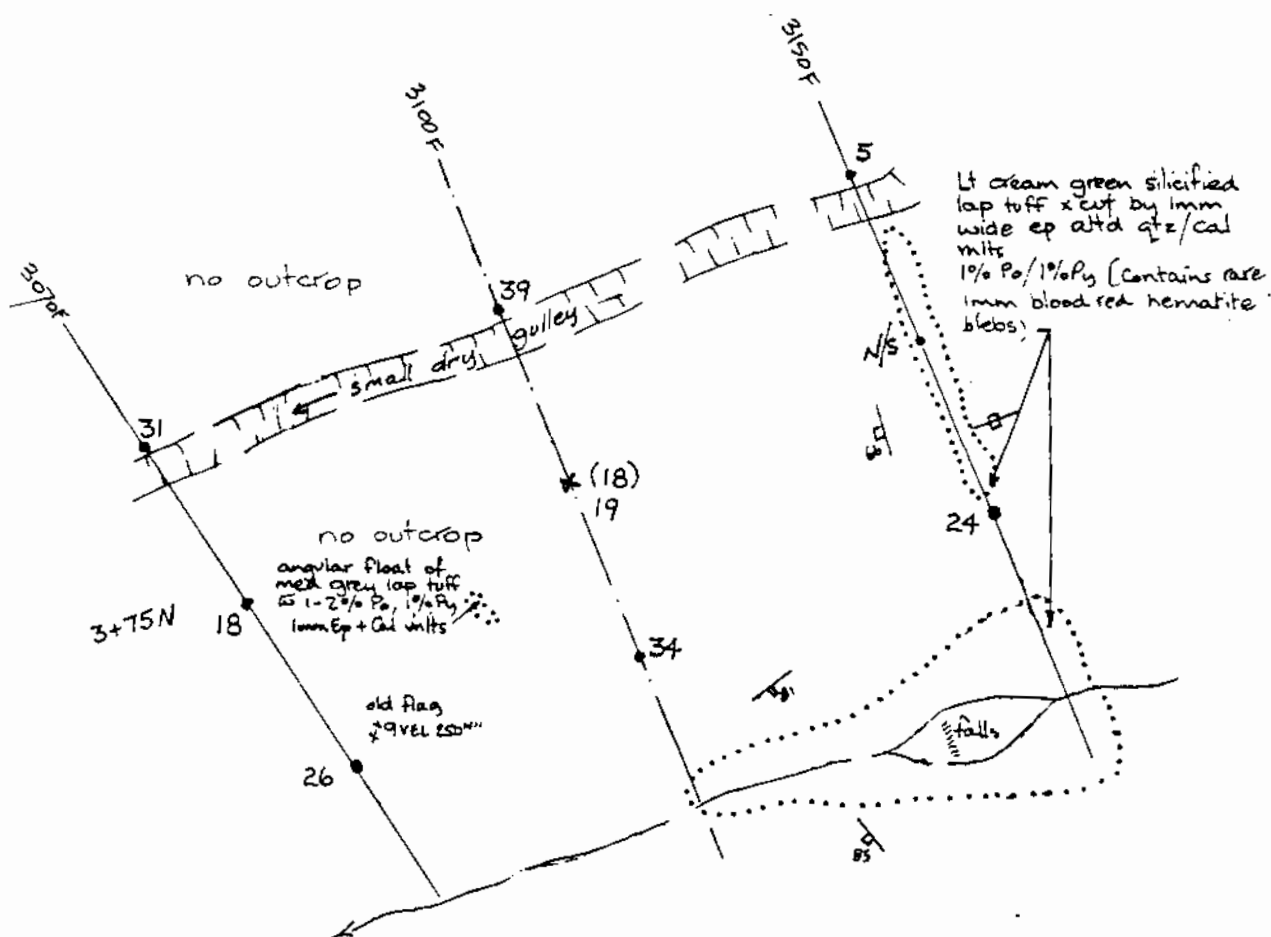 3150F
3100F
3070F
5
Lt cream green silicified
lap tuff x cut by 1mm
wide ep altd qtz/cal
mlts
1% Po/1% Py [contains rare
1mm blood red hematite
blebs]
no outcrop
39
small dry gulley
N/S
31
(18)
19
24
no outcrop
angular float of
med grey lap tuff
1-2% Po, 1% Py
1mm Ep + Cal mlts
3+75N
18
34
old flag
falls
26
85